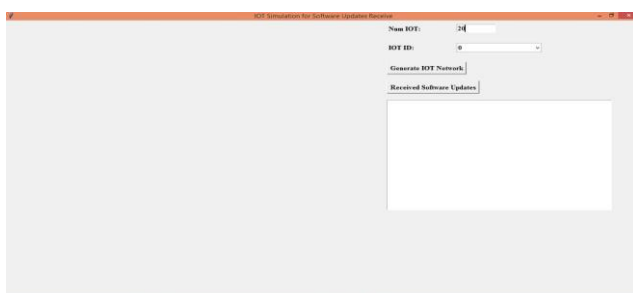 IOT Simulation for Software Updates Receive
Num IOT: 20
IOT ID: 0
Generate IOT Network
Received Software Updates